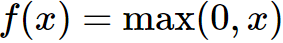 f(x) = max(0, x)